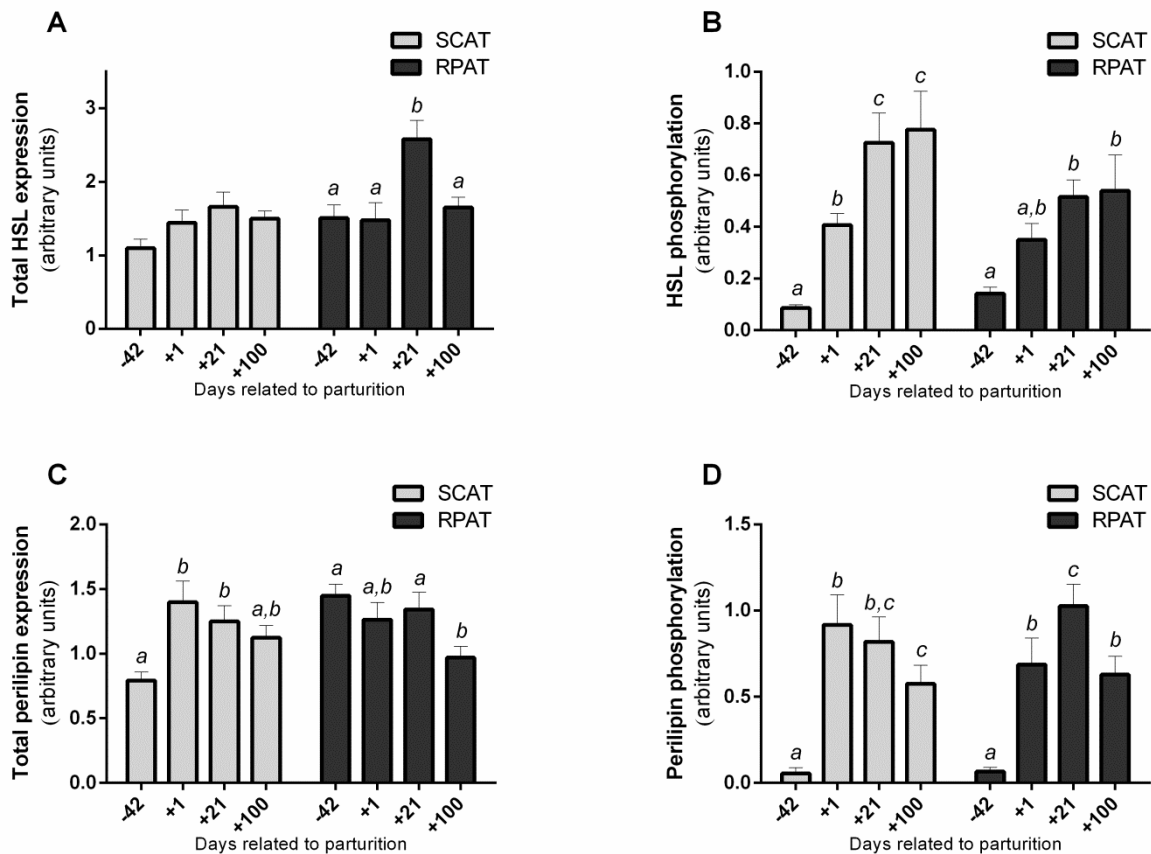 A
SCAT
RPAT
Total HSL expression
(arbitrary units)
3
2
1
0
a
a
b
a
-42
+1
+21
+100
-42
+1
+21
+100
Days related to parturition
B
SCAT
RPAT
HSL phosphorylation
(arbitrary units)
1.0
0.8
0.6
0.4
0.2
0.0
a
b
c
c
a
a,b
b
b
-42
+1
+21
+100
-42
+1
+21
+100
Days related to parturition
C
SCAT
RPAT
Total perilipin expression
(arbitrary units)
2.0
1.5
1.0
0.5
0.0
a
b
b
a,b
a
a,b
a
b
-42
+1
+21
+100
-42
+1
+21
+100
Days related to parturition
D
SCAT
RPAT
Perilipin phosphorylation
(arbitrary units)
1.5
1.0
0.5
0.0
a
b
b,c
c
a
b
c
b
-42
+1
+21
+100
-42
+1
+21
+100
Days related to parturition